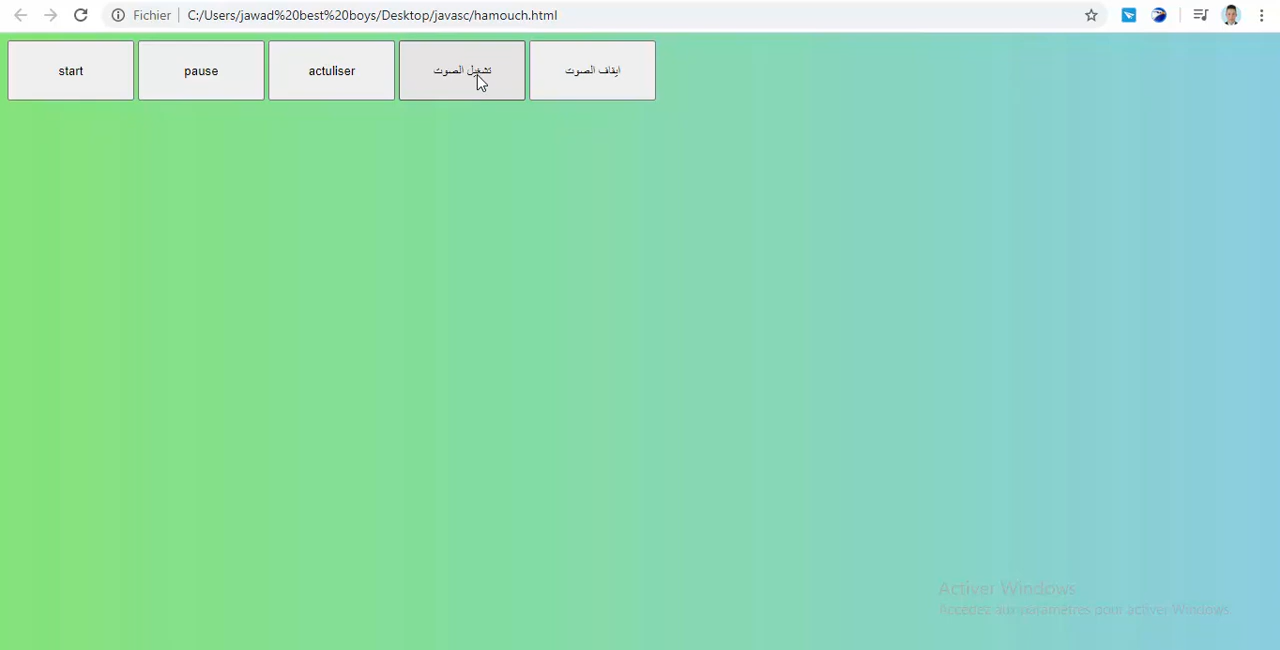 Fichier C:/Users/jawad%20best%20boys/Desktop/javasc/hamouch.html
start pause actuliser تشغيل الصوت ايقاف الصوت
Activer Windows
Accédez aux paramètres pour activer Windows.